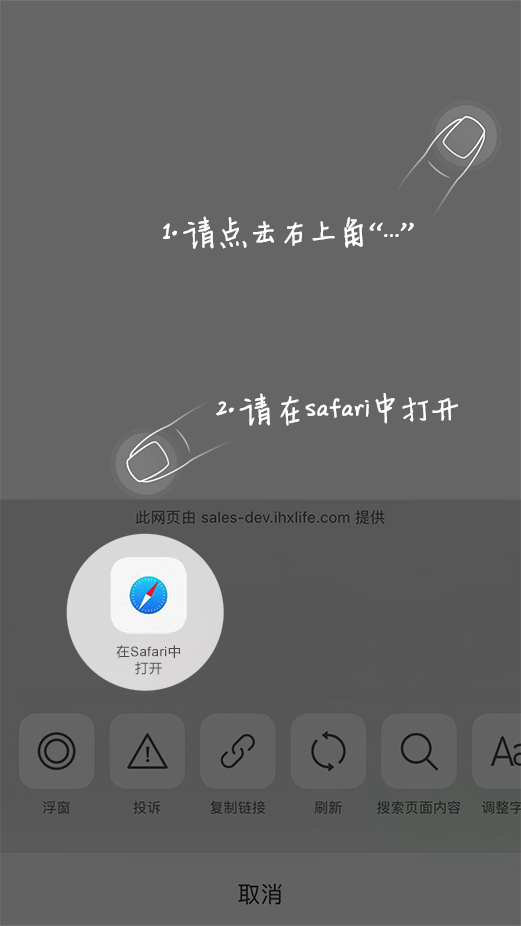 1.请点击右上角“...”
2.请在safari中打开
此网页由 sales-dev.ihxlife.com 提供
在Safari中
打开
浮窗
投诉
复制链接
刷新
搜索页面内容
调整字
Aa
取消